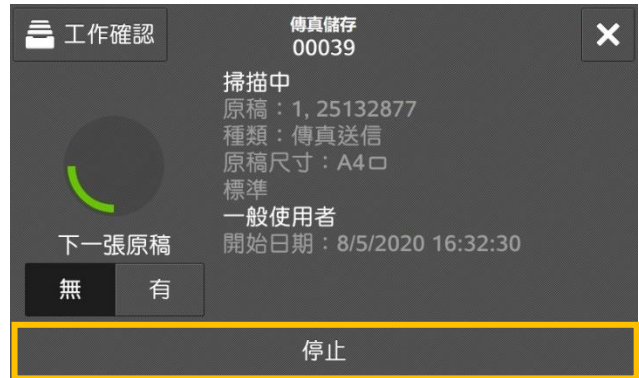 工作確認
傳真儲存
00039
掃描中
原稿：1, 25132877
種類：傳真送信
原稿尺寸：A4
標準
一般使用者
開始日期：8/5/2020 16:32:30
下一張原稿
無
有
停止